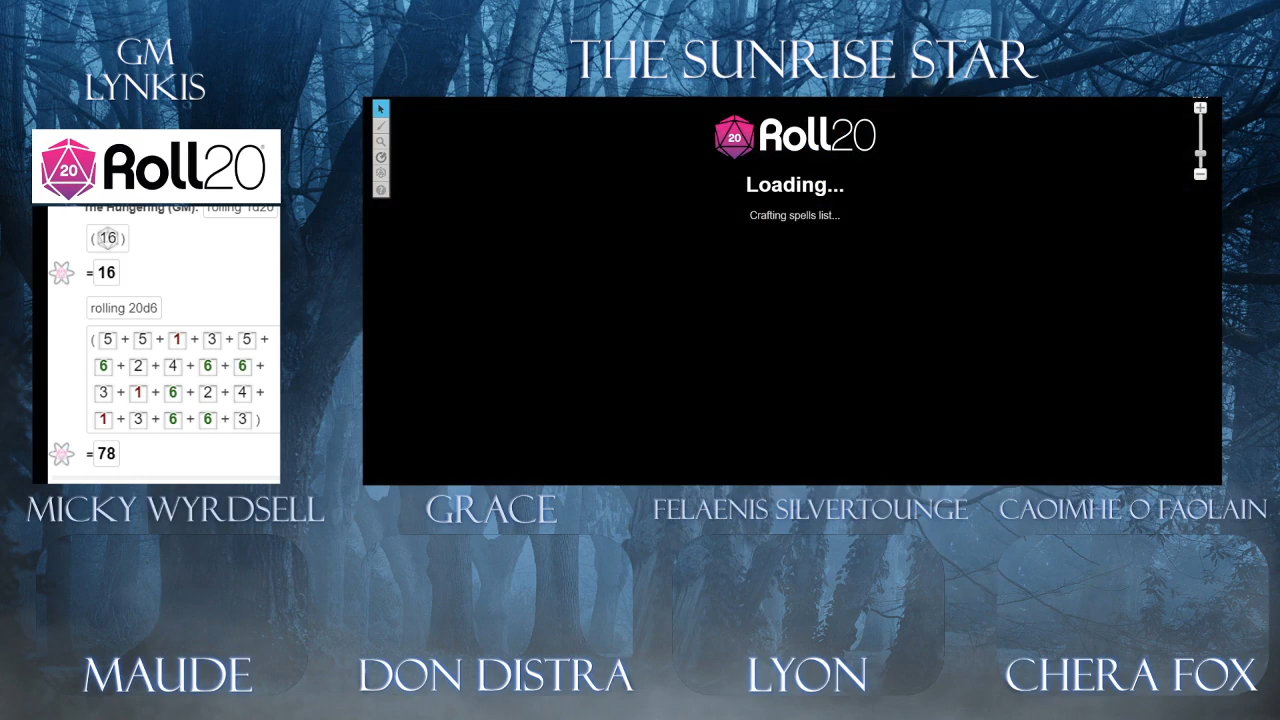 GM
LYNKIS
THE SUNRISE STAR
20 Roll20
The Hungering (GM): rolling 1d20
(16)
=16
rolling 20d6
(5+5+1+3+5+
6+2+4+6+6+
3+1+6+2+4+
1+3+6+6+3)
=78
20 Roll20
Loading...
Crafting spells list...
MICKY WYRDSELL
GRACE
FELAENIS SILVERTOUNGE
CAOIMHE O FAOLAIN
MAUDE
DON DISTRA
LYON
CHERA FOX